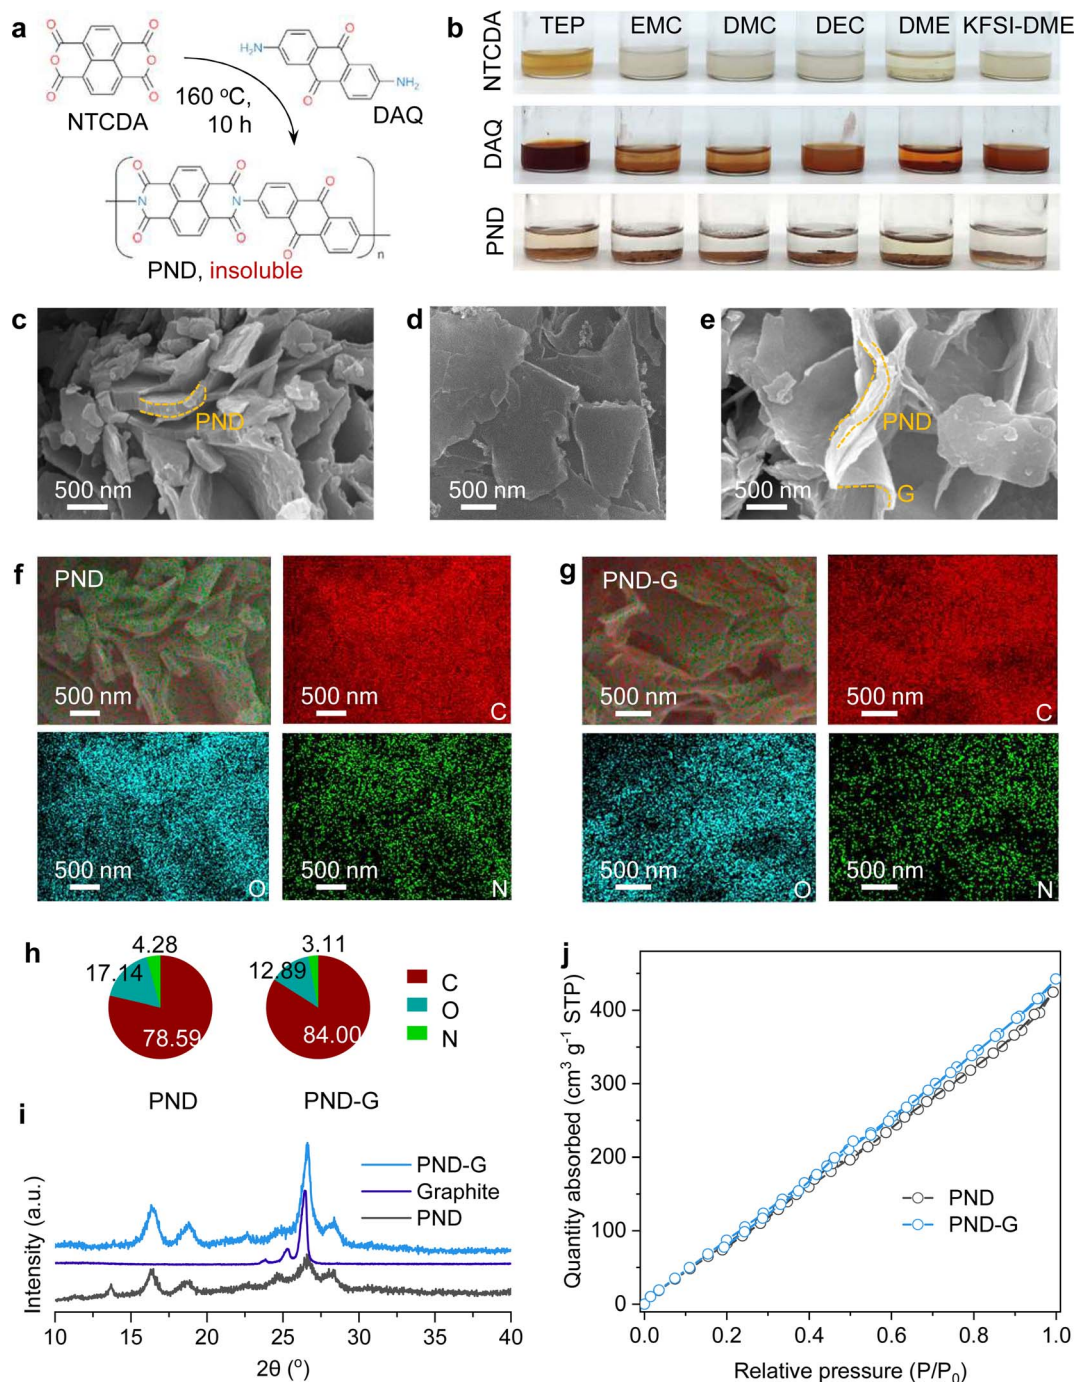 a
NTCDA
H₂N
NH₂
DAQ
160 °C,
10 h
N
N
n
PND, insoluble
b
TEP EMC DMC DEC DME KFSI-DME
NTCDA
DAQ
PND
c
PND
500 nm
d
500 nm
e
PND
G
500 nm
f
PND
500 nm
500 nm
C
500 nm
O
500 nm
N
g
PND-G
500 nm
500 nm
C
500 nm
O
500 nm
N
h
4.28
17.14
78.59
PND
3.11
12.89
84.00
PND-G
C
O
N
i
PND-G
Graphite
PND
Intensity (a.u.)
10 15 20 25 30 35 40
2θ (°)
j
Quantity absorbed (cm³ g⁻¹ STP)
400
300
200
100
0
PND
PND-G
0.0 0.2 0.4 0.6 0.8 1.0
Relative pressure (P/P₀)